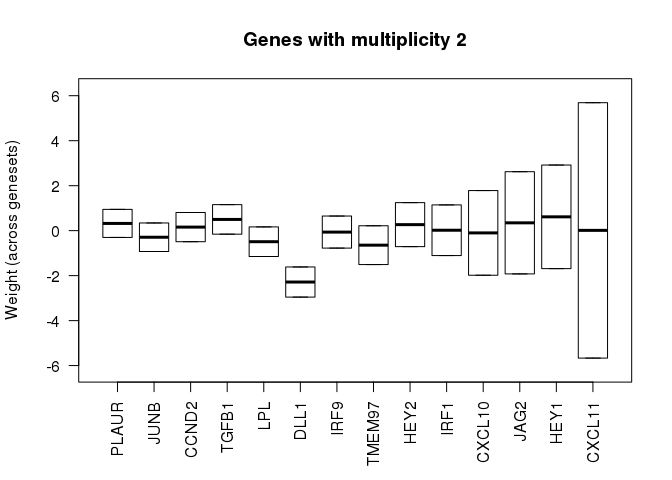 Genes with multiplicity 2
Weight (across genesets)
6
4
2
0
-2
-4
-6
PLAUR
JUNB
CCND2
TGFB1
LPL
DLL1
IRF9
TMEM97
HEY2
IRF1
CXCL10
JAG2
HEY1
CXCL11